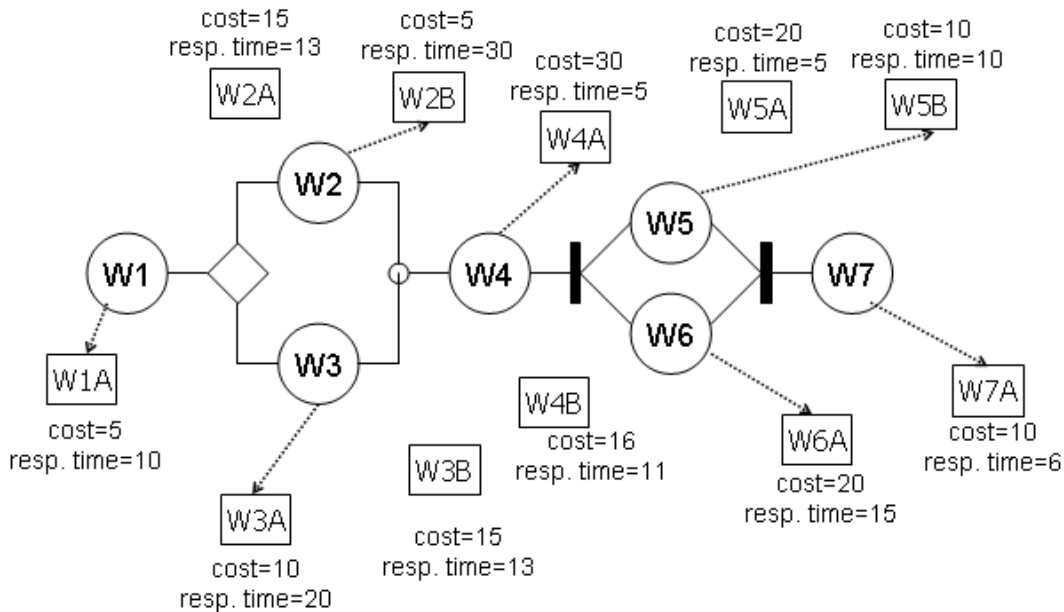 cost=15
resp. time=13
W2A
cost=5
resp. time=30
W2B
cost=30
resp. time=5
W4A
cost=20
resp. time=5
W5A
cost=10
resp. time=10
W5B
W1
W2
W3
W4
W5
W6
W7
W1A
cost=5
resp. time=10
W3A
cost=10
resp. time=20
W3B
cost=15
resp. time=13
W4B
cost=16
resp. time=11
W6A
cost=20
resp. time=15
W7A
cost=10
resp. time=6